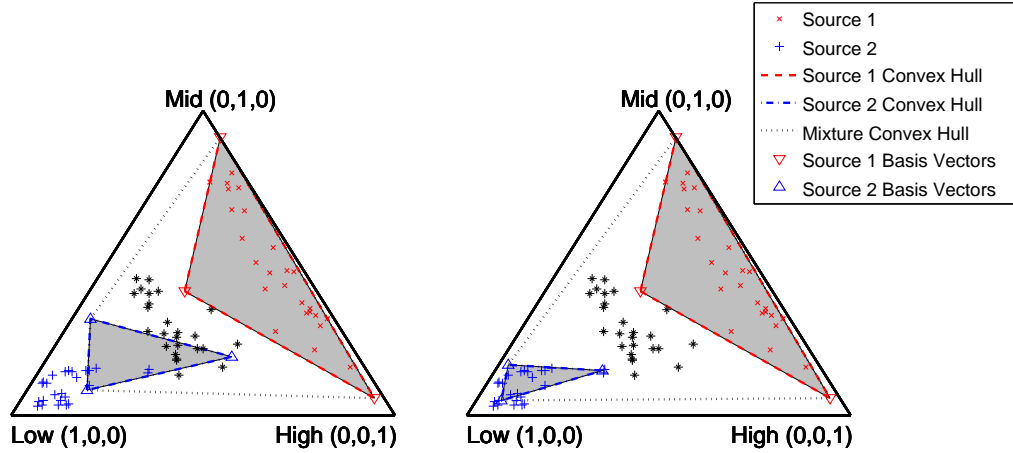 Source 1
Source 2
Source 1 Convex Hull
Source 2 Convex Hull
Mixture Convex Hull
Source 1 Basis Vectors
Source 2 Basis Vectors
Mid (0,1,0)
Mid (0,1,0)
Low (1,0,0)
High (0,0,1)
Low (1,0,0)
High (0,0,1)